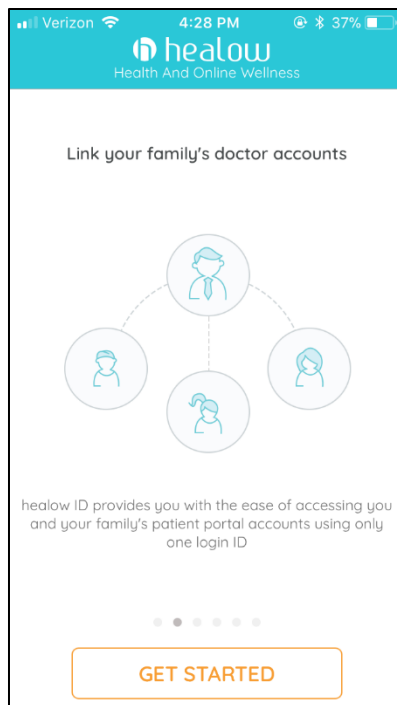 Verizon 4:28 PM 37%
healow
Health And Online Wellness
Link your family's doctor accounts
healow ID provides you with the ease of accessing you
and your family's patient portal accounts using only
one login ID
GET STARTED